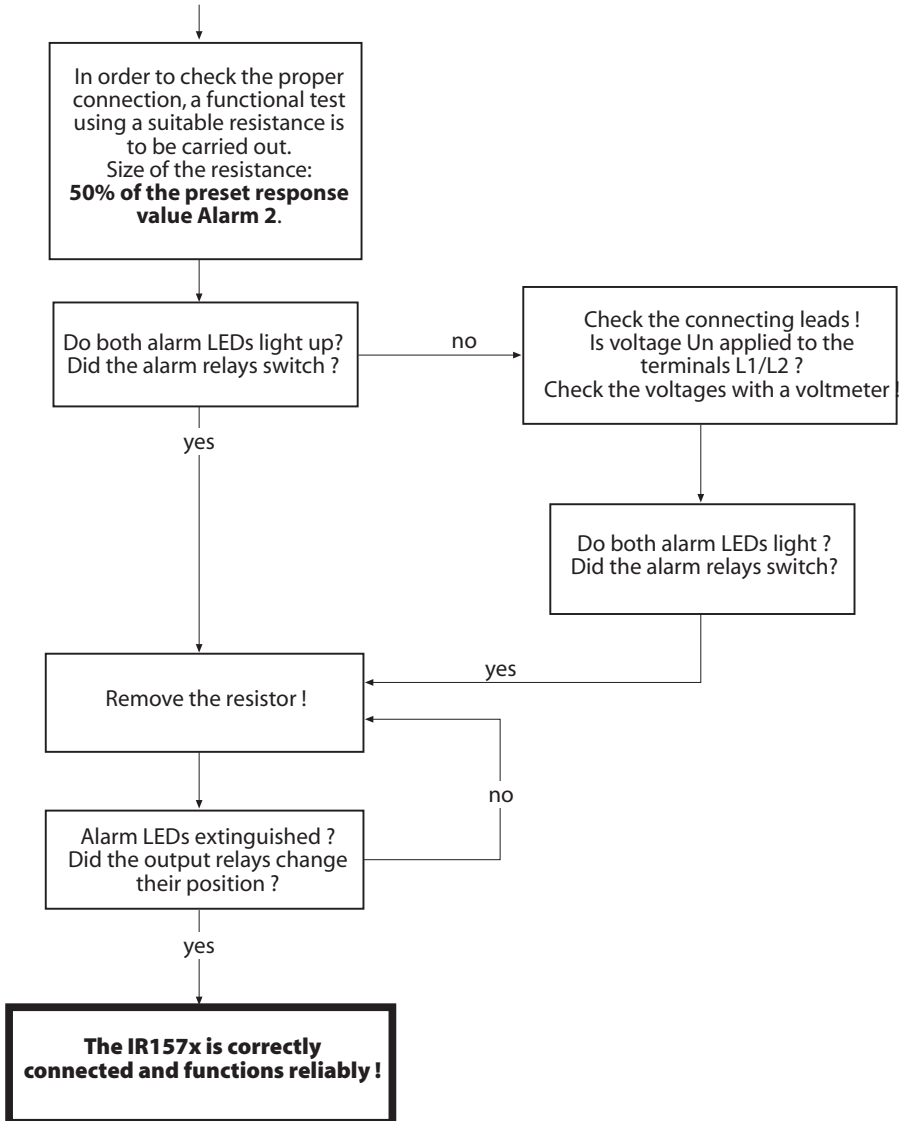 In order to check the proper
connection, a functional test
using a suitable resistance is
to be carried out.
Size of the resistance:
50% of the preset response
value Alarm 2.
Do both alarm LEDs light up?
Did the alarm relays switch ?
no
Check the connecting leads !
Is voltage Un applied to the
terminals L1/L2 ?
Check the voltages with a voltmeter !
yes
Do both alarm LEDs light ?
Did the alarm relays switch?
yes
Remove the resistor !
no
Alarm LEDs extinguished ?
Did the output relays change
their position ?
yes
The IR157x is correctly
connected and functions reliably !